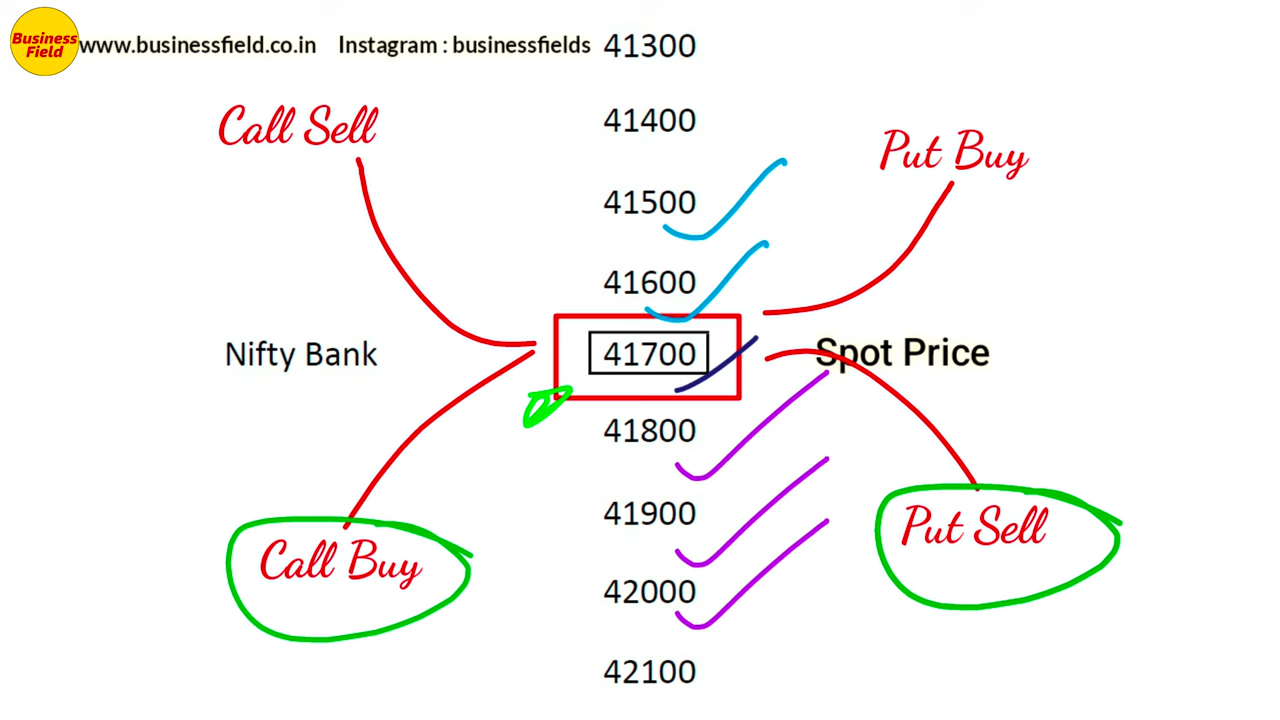 Business
Field
www.businessfield.co.in Instagram : businessfields
41300
Call Sell
41400
Put Buy
41500
41600
Nifty Bank
41700
Spot Price
41800
41900
Call Buy
Put Sell
42000
42100